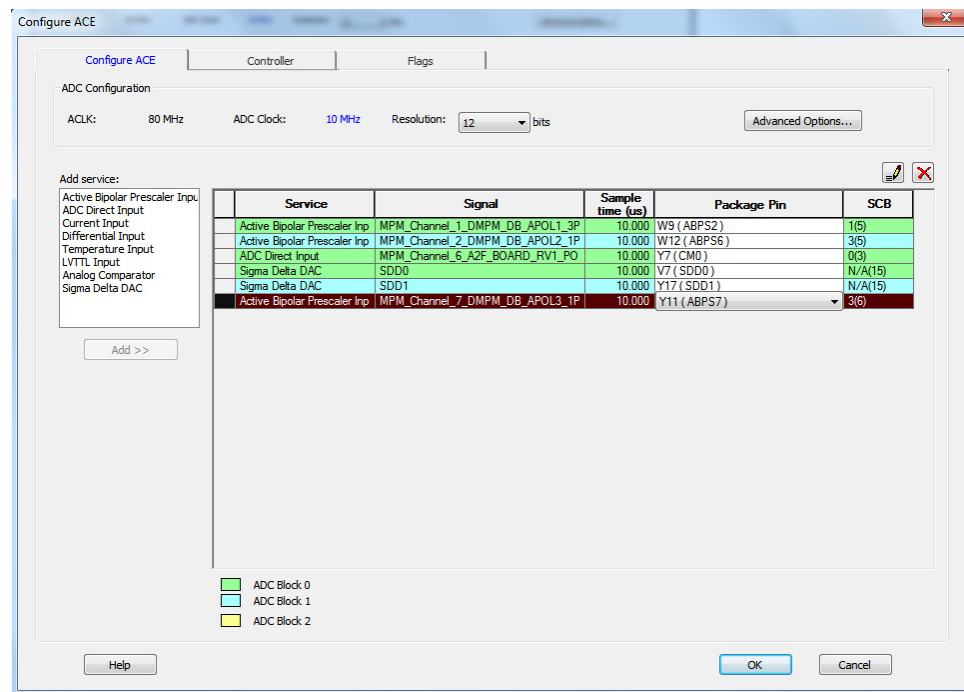 Configure ACE
Configure ACE Controller Flags
ADC Configuration
ACLK: 80 MHz ADC Clock: 10 MHz Resolution: 12 bits Advanced Options...
Add service:
Active Bipolar Prescaler Inpu
ADC Direct Input
Current Input
Differential Input
Temperature Input
LVTTL Input
Analog Comparator
Sigma Delta DAC
Add >>
Service Signal Sample time (us) Package Pin SCB
Active Bipolar Prescaler Inp MPM_Channel_1_DMPM_DB_APOL1_3P 10.000 W9 ( ABPS2 ) 1(5)
Active Bipolar Prescaler Inp MPM_Channel_2_DMPM_DB_APOL2_1P 10.000 W12 ( ABPS6 ) 3(5)
ADC Direct Input MPM_Channel_6_A2F_BOARD_RV1_PO 10.000 Y7 ( CM0 ) 0(3)
Sigma Delta DAC SDD0 10.000 V7 ( SDD0 ) N/A(15)
Sigma Delta DAC SDD1 10.000 Y17 ( SDD1 ) N/A(15)
Active Bipolar Prescaler Inp MPM_Channel_7_DMPM_DB_APOL3_1P 10.000 Y11 ( ABPS7 ) 3(6)
ADC Block 0
ADC Block 1
ADC Block 2
Help OK Cancel